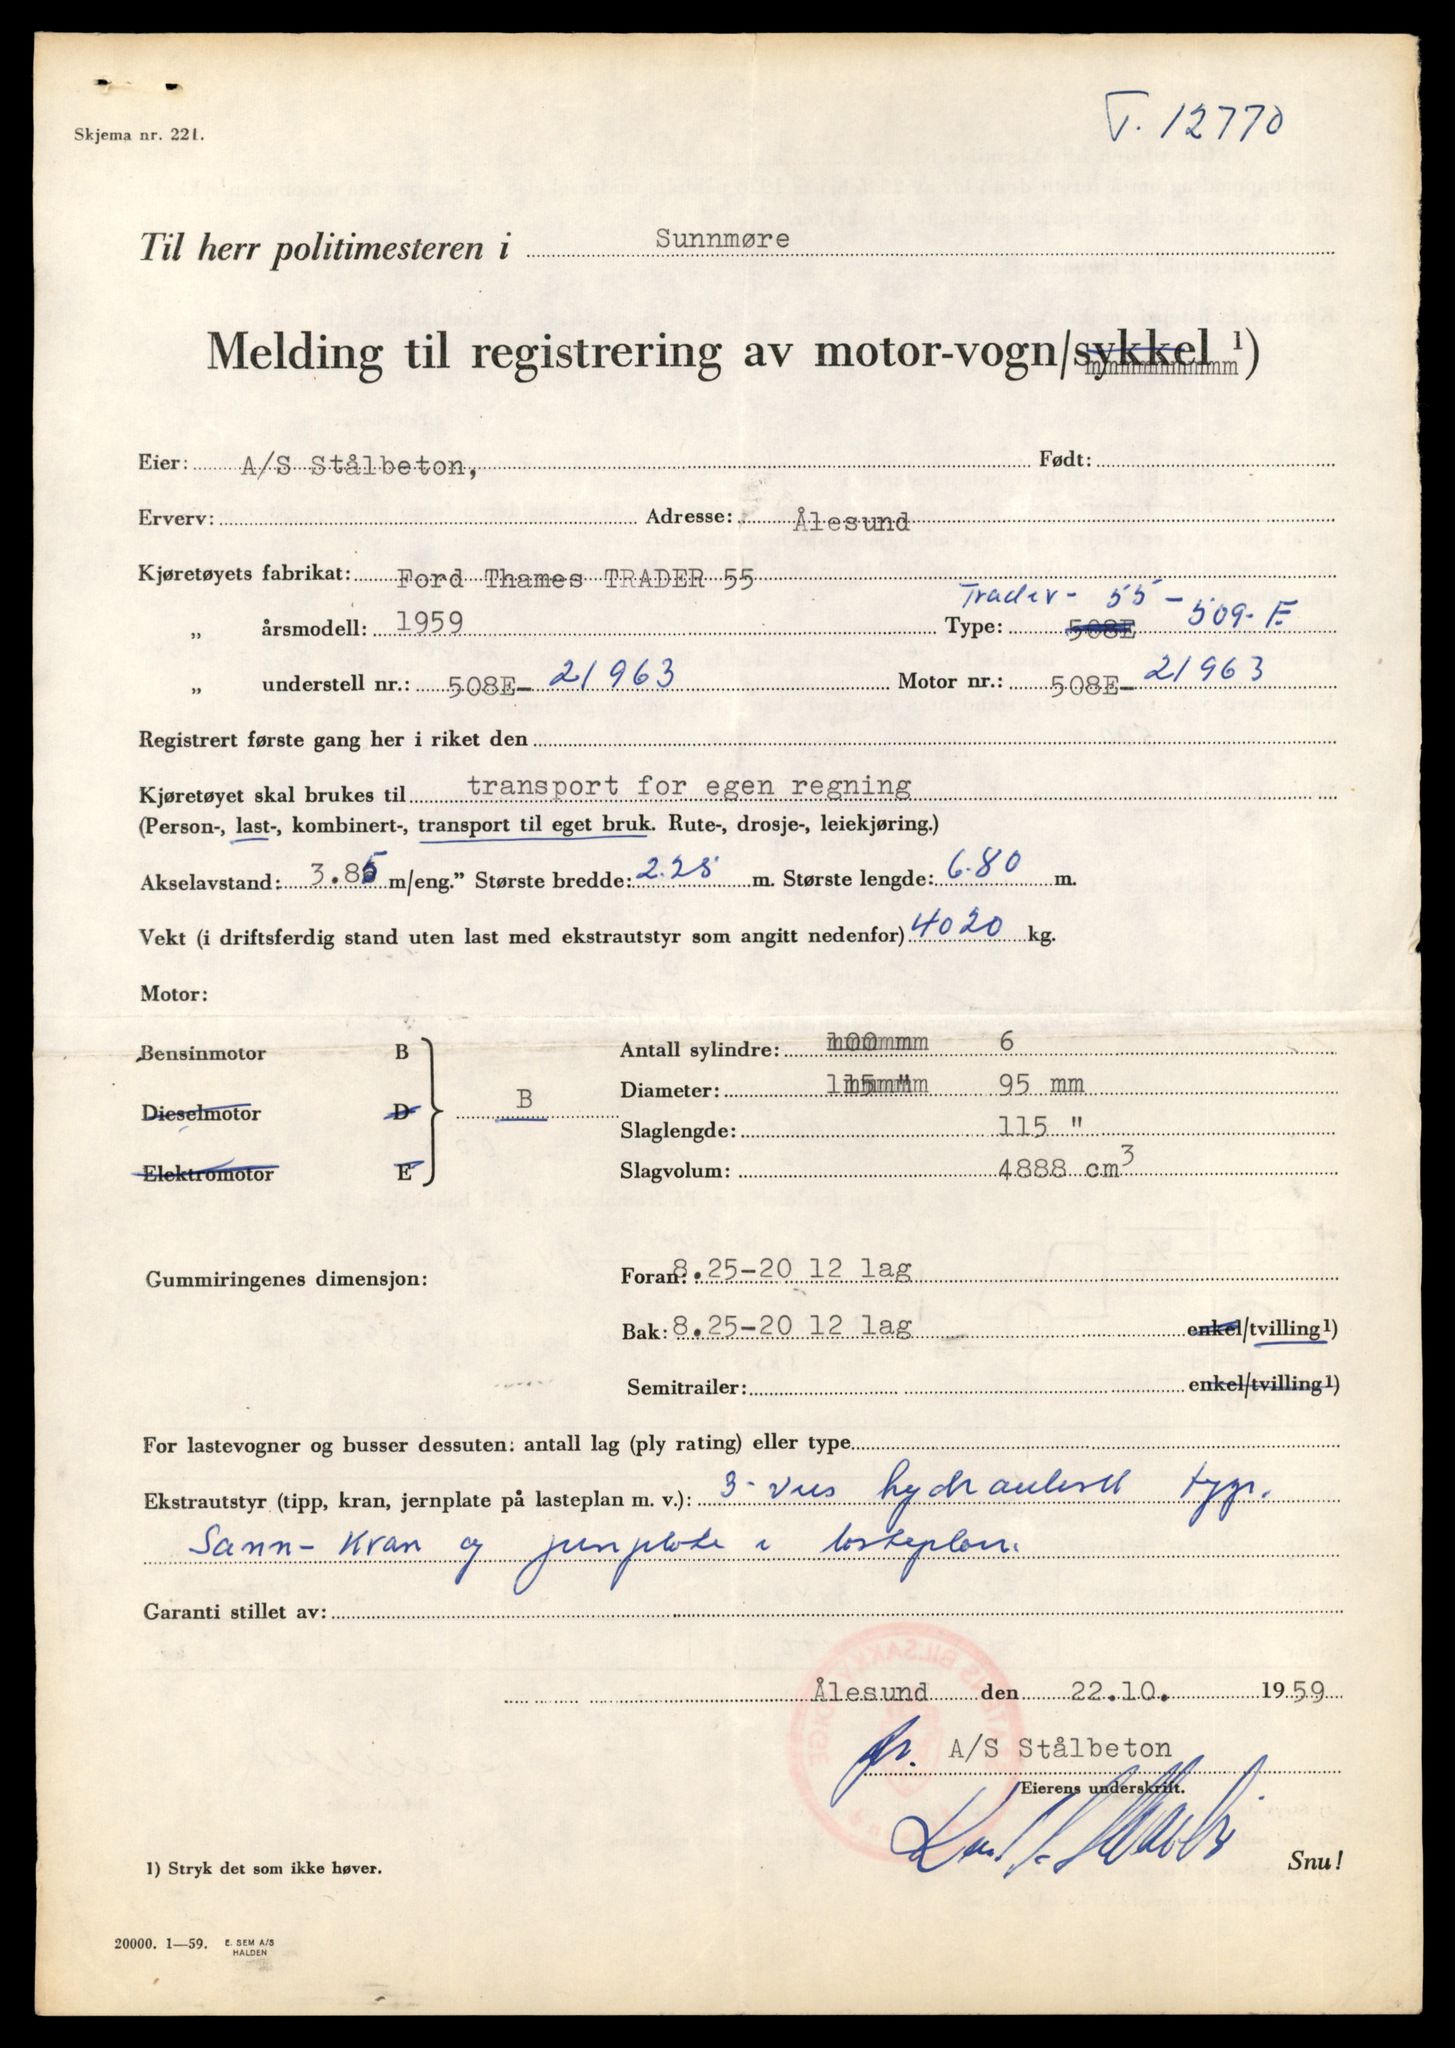 Skjema nr. 221.
T. 12770
Til herr politimesteren i Sunnmøre
Melding til registrering av motor-vogn/sykkel ¹)
Eier: A/S Stålbeton, Født:
Erverv: Adresse: Ålesund
Kjøretøyets fabrikat: Ford Thames TRADER 55
Trader - 55 - 509-E.
„ årsmodell: 1959 Type: 508E
„ understell nr.: 508E- 21963 Motor nr.: 508E- 21963
Registrert første gang her i riket den
Kjøretøyet skal brukes til transport for egen regning
(Person-, last-, kombinert-, transport til eget bruk. Rute-, drosje-, leiekjøring.)
Akselavstand: 3.85 m/eng.” Største bredde: 2.25 m. Største lengde: 6.80 m.
Vekt (i driftsferdig stand uten last med ekstrautstyr som angitt nedenfor) 4020 kg.
Motor:
Bensinmotor B Antall sylindre: 100 mm 6
Dieselmotor D B Diameter: 115 " 95 mm
Slaglengde: 115 "
Elektromotor E Slagvolum: 4888 cm3
Gummiringenes dimensjon: Foran: 8.25-20 12 lag
Bak: 8.25-20 12 lag enkel/tvilling¹)
Semitrailer: enkel/tvilling¹)
For lastevogner og busser dessuten: antall lag (ply rating) eller type
Ekstrautstyr (tipp, kran, jernplate på lasteplan m. v.): 3-veis hydraulisk
- Kran og jernplate i lasteplan.
Garanti stillet av:
Ålesund den 22.10. 1959
pr. A/S Stålbeton
Eierens underskrift.
1) Stryk det som ikke høver.
Snu!
20000. 1—59. E. SEM A/S
HALDEN